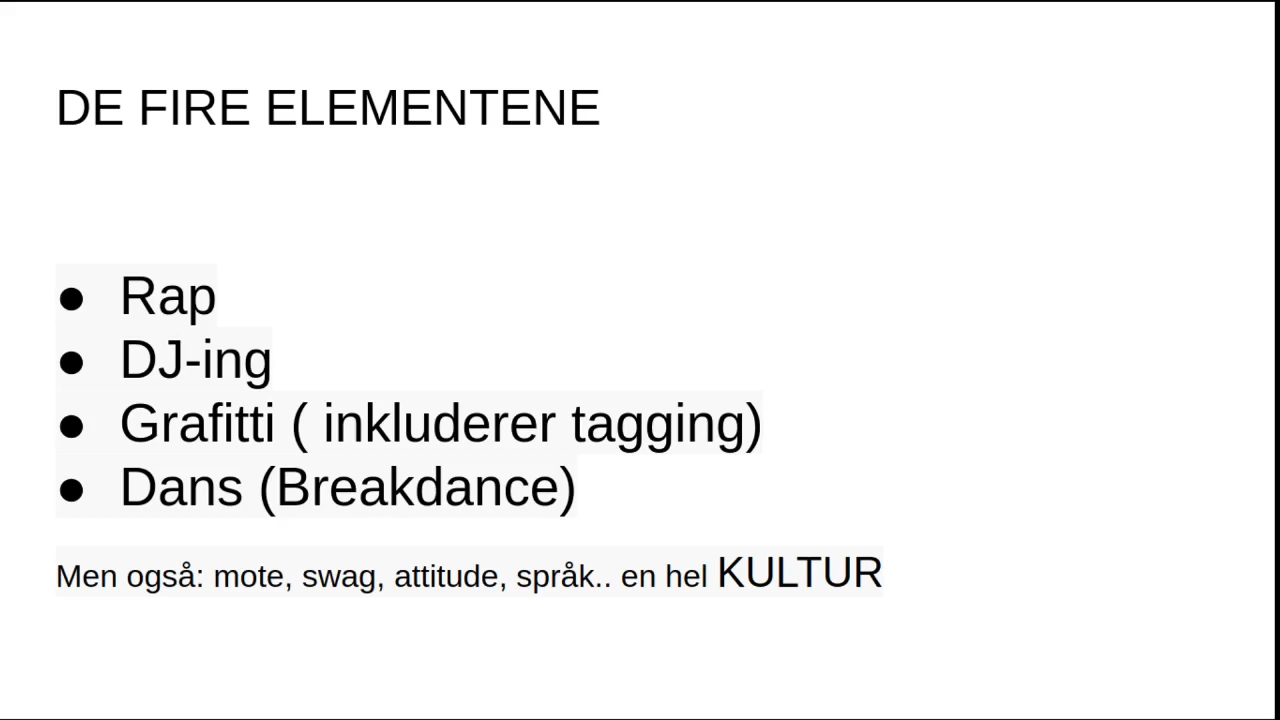 DE FIRE ELEMENTENE
● Rap
● DJ-ing
● Grafitti ( inkluderer tagging)
● Dans (Breakdance)
Men også: mote, swag, attitude, språk.. en hel KULTUR